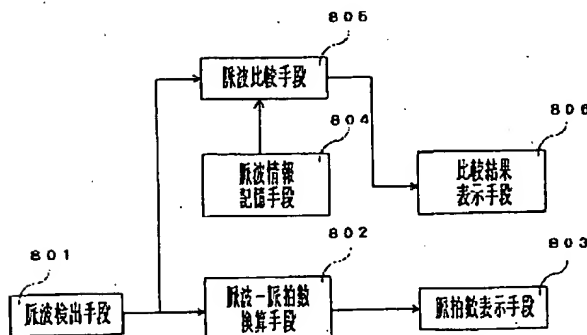 805
脈波比較手段
804
脈波情報
記憶手段
806
比較結果
表示手段
801
脈波検出手段
802
脈波－脈拍数
換算手段
803
脈拍数表示手段